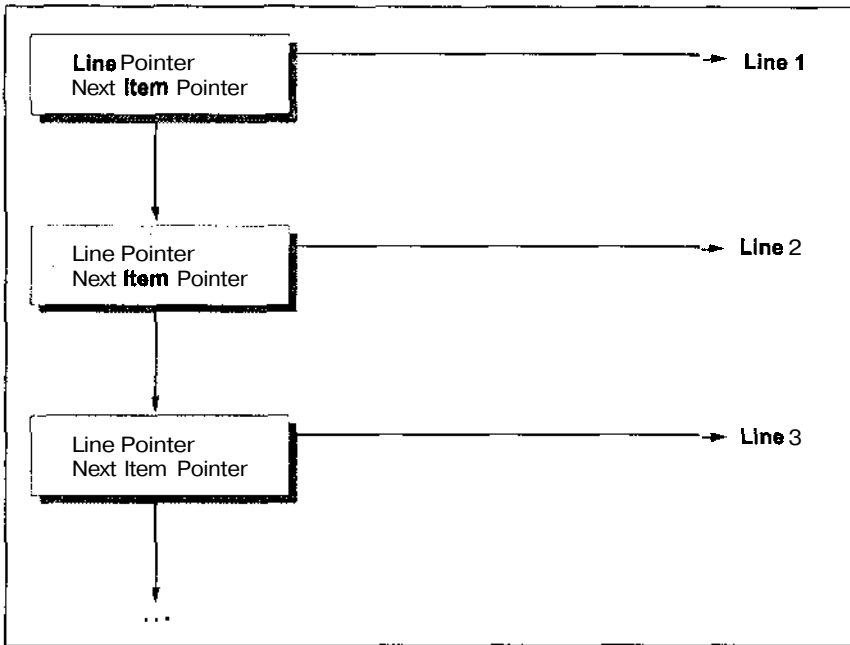 Line Pointer
Next Item Pointer
Line 1
Line Pointer
Next Item Pointer
Line 2
Line Pointer
Next Item Pointer
Line 3
...